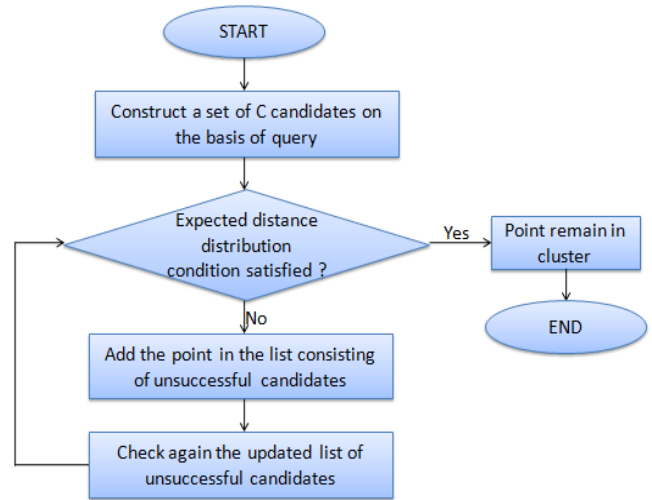 START
Construct a set of C candidates on
the basis of query
Expected distance
distribution
condition satisfied ?
Yes
Point remain in
cluster
No
END
Add the point in the list consisting
of unsuccessful candidates
Check again the updated list of
unsuccessful candidates